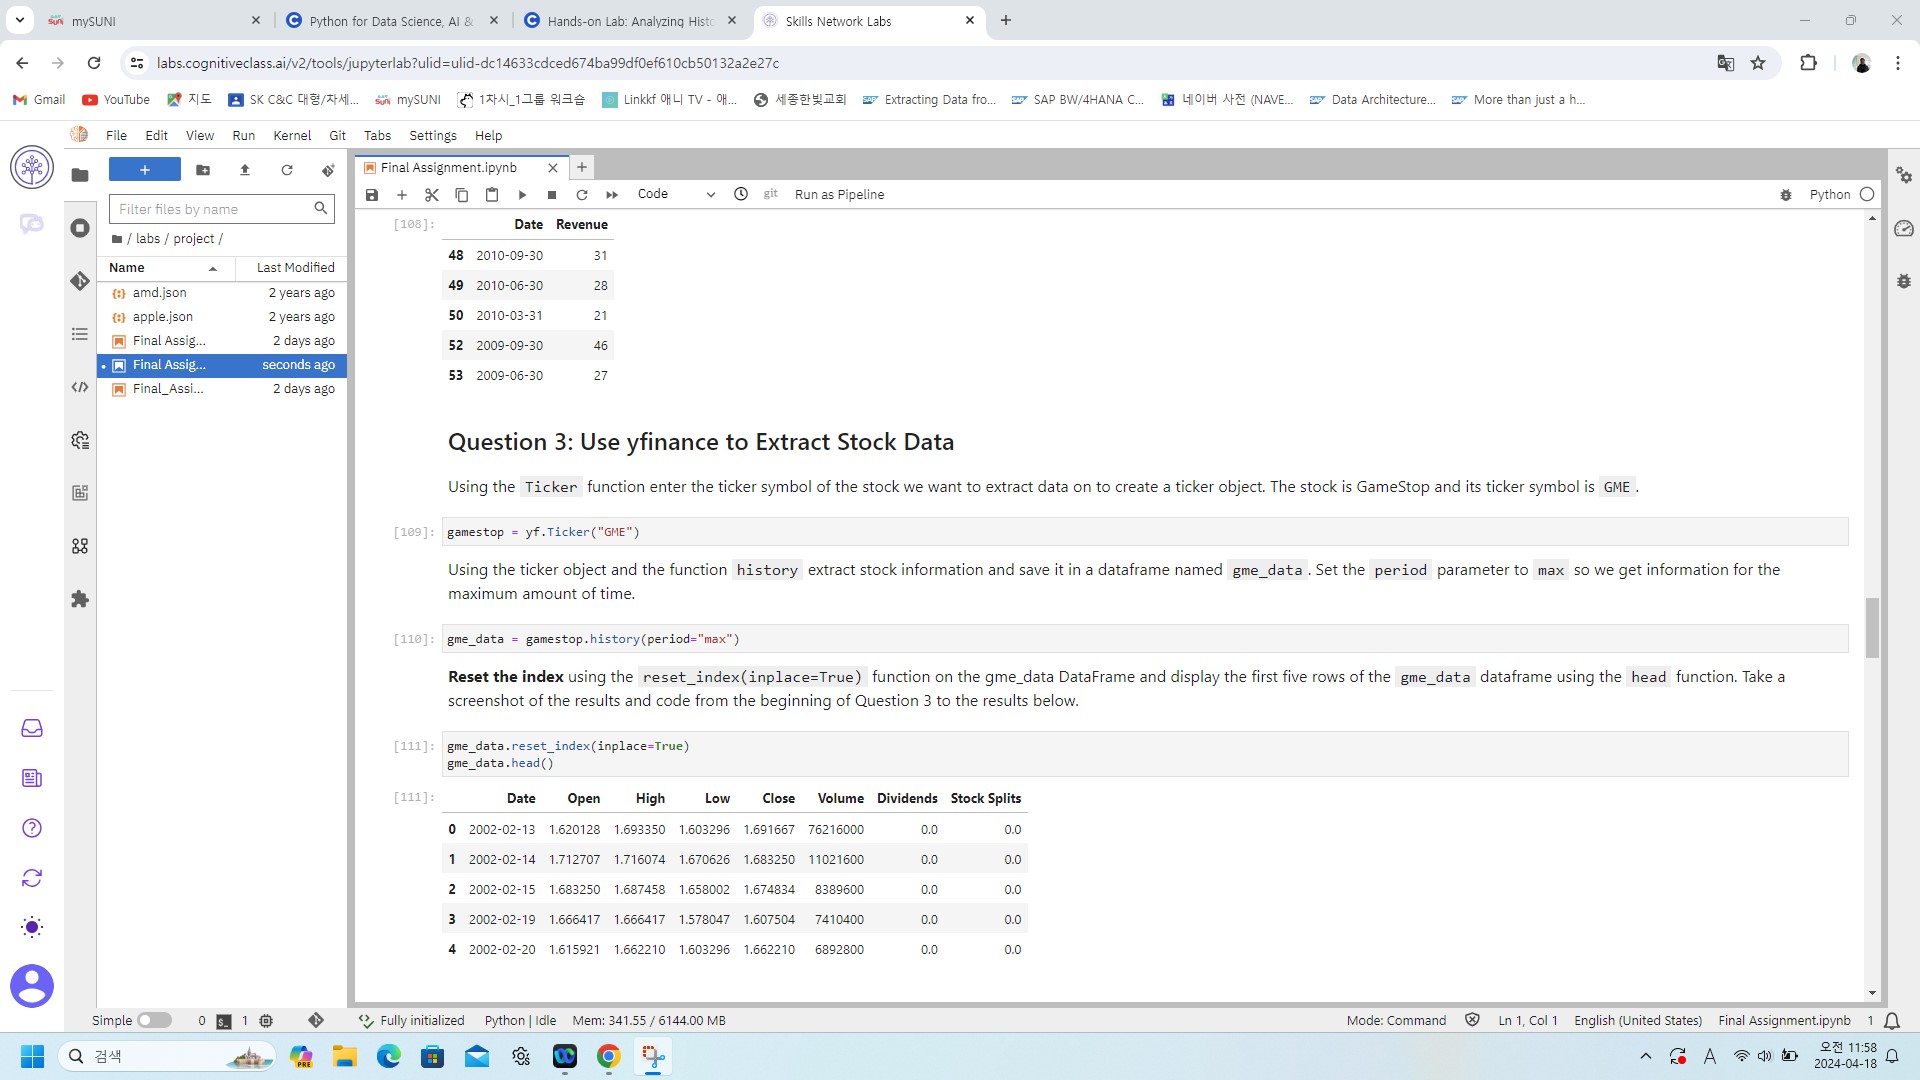 mySUNI
Python for Data Science, AI &
Hands-on Lab: Analyzing Histo
Skills Network Labs
labs.cognitiveclass.ai/v2/tools/jupyterlab?ulid=ulid-dc14633cdced674ba99df0ef610cb50132a2e27c
Gmail
YouTube
지도
SK C&C 대형/차세...
mySUNI
1차시_1그룹 워크숍
Linkkf 애니 TV - 애...
세종한빛교회
Extracting Data fro...
SAP BW/4HANA C...
네이버 사전 (NAVE...
Data Architecture...
More than just a h...
File Edit View Run Kernel Git Tabs Settings Help
Final Assignment.ipynb
Code
git
Run as Pipeline
Python
Filter files by name
/ labs / project /
Name Last Modified
amd.json 2 years ago
apple.json 2 years ago
Final Assig... 2 days ago
Final Assig... seconds ago
Final_Assi... 2 days ago
[108]: Date Revenue
48 2010-09-30 31
49 2010-06-30 28
50 2010-03-31 21
52 2009-09-30 46
53 2009-06-30 27
Question 3: Use yfinance to Extract Stock Data
Using the Ticker function enter the ticker symbol of the stock we want to extract data on to create a ticker object. The stock is GameStop and its ticker symbol is GME .
[109]: gamestop = yf.Ticker("GME")
Using the ticker object and the function history extract stock information and save it in a dataframe named gme_data . Set the period parameter to max so we get information for the
maximum amount of time.
[110]: gme_data = gamestop.history(period="max")
Reset the index using the reset_index(inplace=True) function on the gme_data DataFrame and display the first five rows of the gme_data dataframe using the head function. Take a
screenshot of the results and code from the beginning of Question 3 to the results below.
[111]: gme_data.reset_index(inplace=True)
gme_data.head()
[111]: Date Open High Low Close Volume Dividends Stock Splits
0 2002-02-13 1.620128 1.693350 1.603296 1.691667 76216000 0.0 0.0
1 2002-02-14 1.712707 1.716074 1.670626 1.683250 11021600 0.0 0.0
2 2002-02-15 1.683250 1.687458 1.658002 1.674834 8389600 0.0 0.0
3 2002-02-19 1.666417 1.666417 1.578047 1.607504 7410400 0.0 0.0
4 2002-02-20 1.615921 1.662210 1.603296 1.662210 6892800 0.0 0.0
Simple 0 1 Fully initialized Python | Idle Mem: 341.55 / 6144.00 MB
Mode: Command Ln 1, Col 1 English (United States) Final Assignment.ipynb 1
검색
PRE
A
오전 11:58
2024-04-18